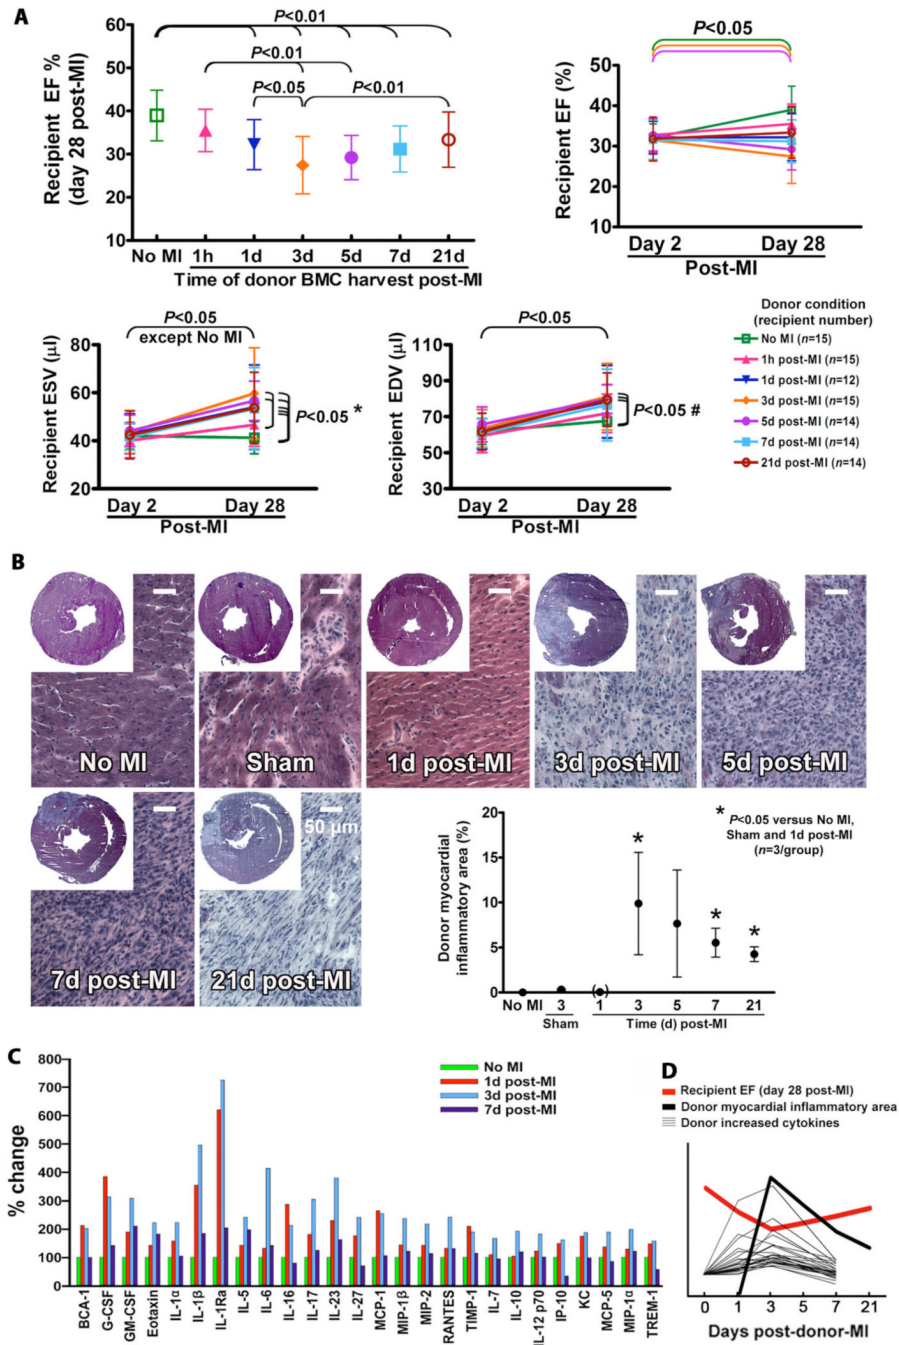 A
P<0.01
P<0.01
P<0.05
P<0.01
Recipient EF %
(day 28 post-MI)
60
50
40
30
20
10
No MI 1h 1d 3d 5d 7d 21d
Time of donor BMC harvest post-MI
P<0.05
Recipient EF (%)
50
40
30
20
10
Day 2 Day 28
Post-MI
P<0.05
except No MI
Recipient ESV (µl)
80
60
40
20
P<0.05 *
Day 2 Day 28
Post-MI
P<0.05
Recipient EDV (µl)
110
90
70
50
30
P<0.05 #
Day 2 Day 28
Post-MI
Donor condition
(recipient number)
No MI (n=15)
1h post-MI (n=15)
1d post-MI (n=12)
3d post-MI (n=15)
5d post-MI (n=14)
7d post-MI (n=14)
21d post-MI (n=14)
B
No MI
Sham
1d post-MI
3d post-MI
5d post-MI
7d post-MI
50 µm
21d post-MI
Donor myocardial
inflammatory area (%)
20
15
10
5
0
* P<0.05 versus No MI,
Sham and 1d post-MI
(n=3/group)
*
*
*
No MI 3 1 3 5 7 21
Sham Time (d) post-MI
C
% change
800
700
600
500
400
300
200
100
0
No MI
1d post-MI
3d post-MI
7d post-MI
BCA-1
G-CSF
GM-CSF
Eotaxin
IL-1α
IL-1β
IL-1Ra
IL-5
IL-6
IL-16
IL-17
IL-23
IL-27
MCP-1
MIP-1β
MIP-2
RANTES
TIMP-1
IL-7
IL-10
IL-12 p70
IP-10
KC
MCP-5
MIP-1α
TREM-1
D
Recipient EF (day 28 post-MI)
Donor myocardial inflammatory area
Donor increased cytokines
0 1 3 5 7 21
Days post-donor-MI